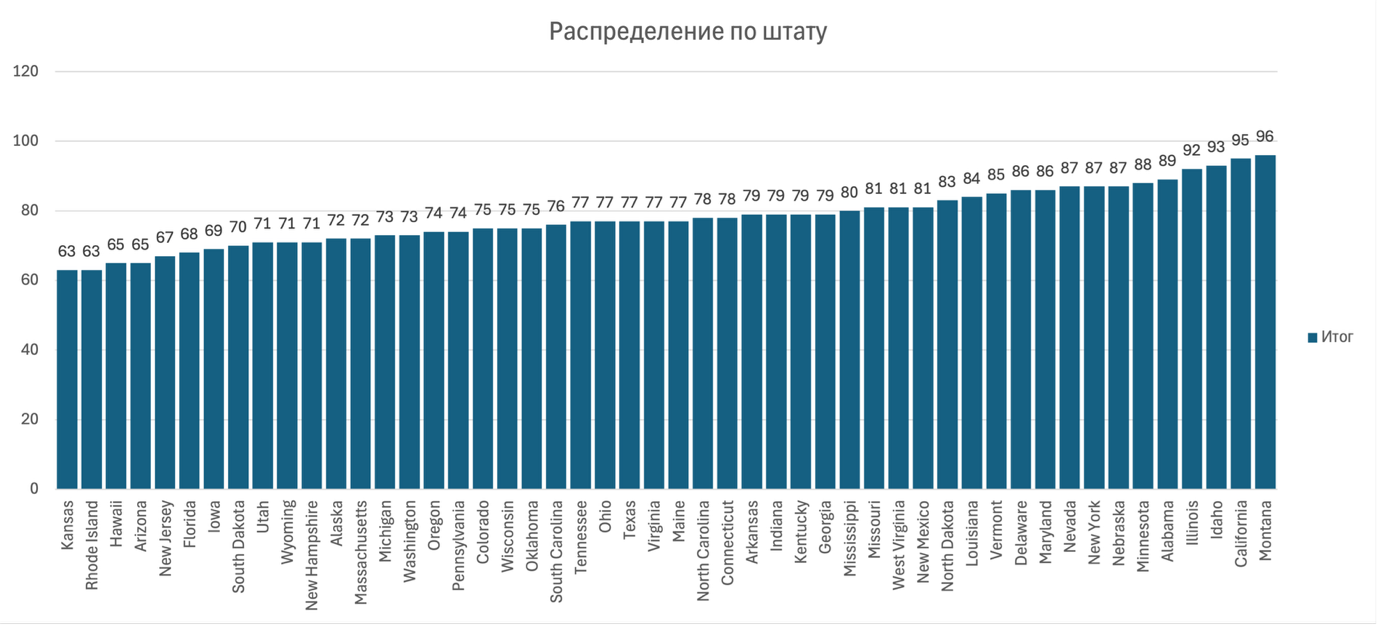 Распределение по штату
120
100
80
60
40
20
0
63 63 65 65 67 68 69 70 71 71 71 72 72 73 73 74 74 75 75 75 76 77 77 77 77 77 78 78 79 79 79 79 80 81 81 81 83 84 85 86 86 87 87 87 88 89 92 93 95 96
Kansas
Rhode Island
Hawaii
Arizona
New Jersey
Florida
Iowa
South Dakota
Utah
Wyoming
New Hampshire
Alaska
Massachusetts
Michigan
Washington
Oregon
Pennsylvania
Colorado
Wisconsin
Oklahoma
South Carolina
Tennessee
Ohio
Texas
Virginia
Maine
North Carolina
Connecticut
Arkansas
Indiana
Kentucky
Georgia
Mississippi
Missouri
West Virginia
New Mexico
North Dakota
Louisiana
Vermont
Delaware
Maryland
Nevada
New York
Nebraska
Minnesota
Alabama
Illinois
Idaho
California
Montana
Итог